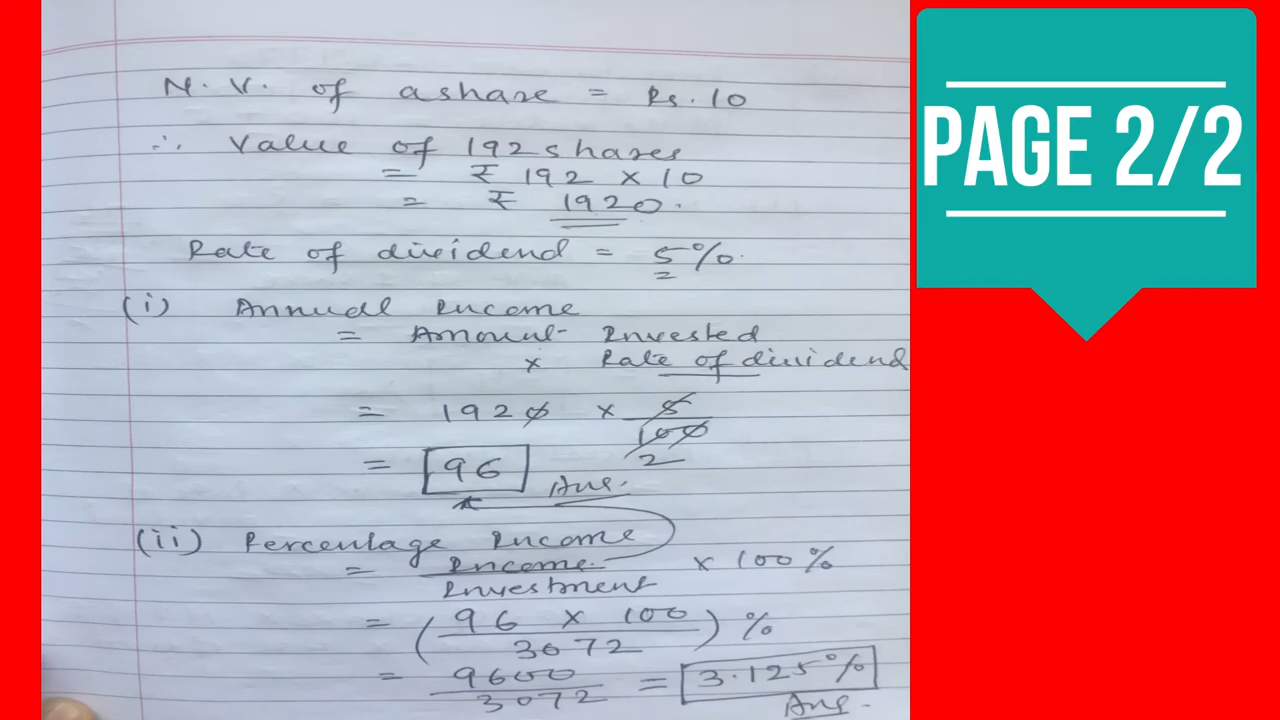 N. V. of a share = Rs. 10
∴ Value of 192 shares
= ₹ 192 × 10
= ₹ 1920.
Rate of dividend = 5%.
(i) Annual Income
= Amount Invested
× Rate of dividend
= 1920 × 5/100
2
= 96 Ans.
(ii) Percentage Income
= Income/Investment × 100%
= (96 × 100/3072) %
= 9600/3072 = 3.125%
Ans.
PAGE 2/2